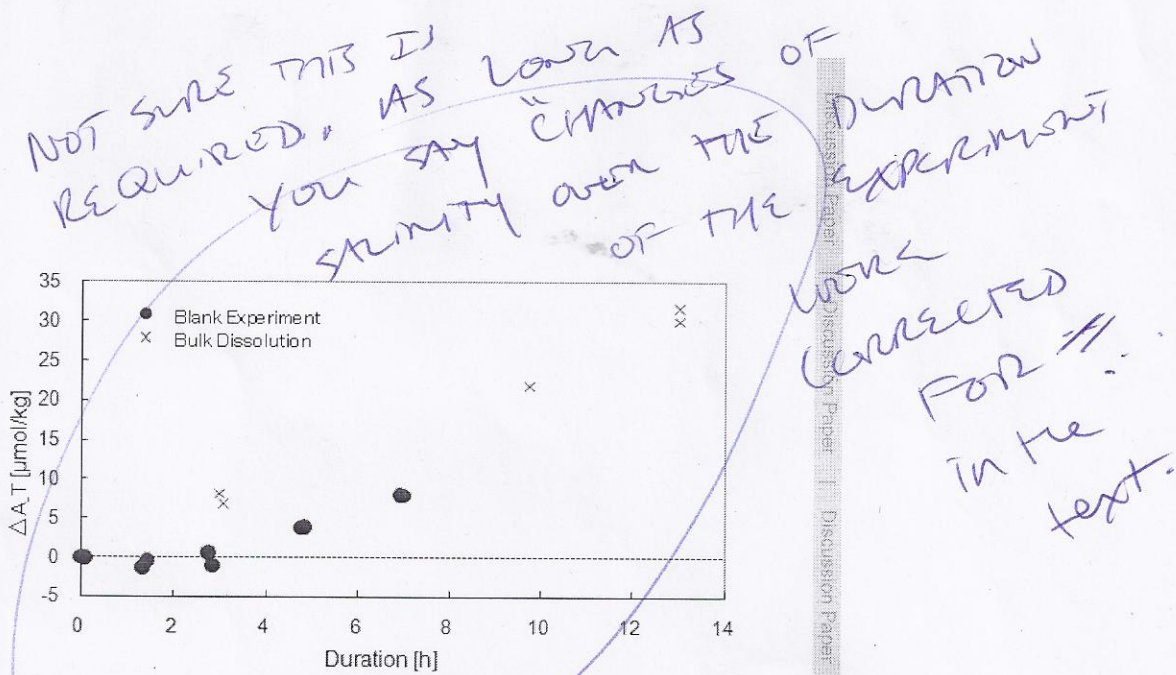 NOT SURE THIS IS
REQUIRED. AS LONG AS
YOU SAY "CHANGES OF
SALINITY OVER THE DURATION
OF THE EXPERIMENT
WERE
CORRECTED
FOR"
in the
text.
35
30
25
20
15
10
5
0
-5
ΔA_T [µmol/kg]
Blank Experiment
Bulk Dissolution
0 2 4 6 8 10 12 14
Duration [h]
Discussion Paper | Discussion Paper | Discussion Paper